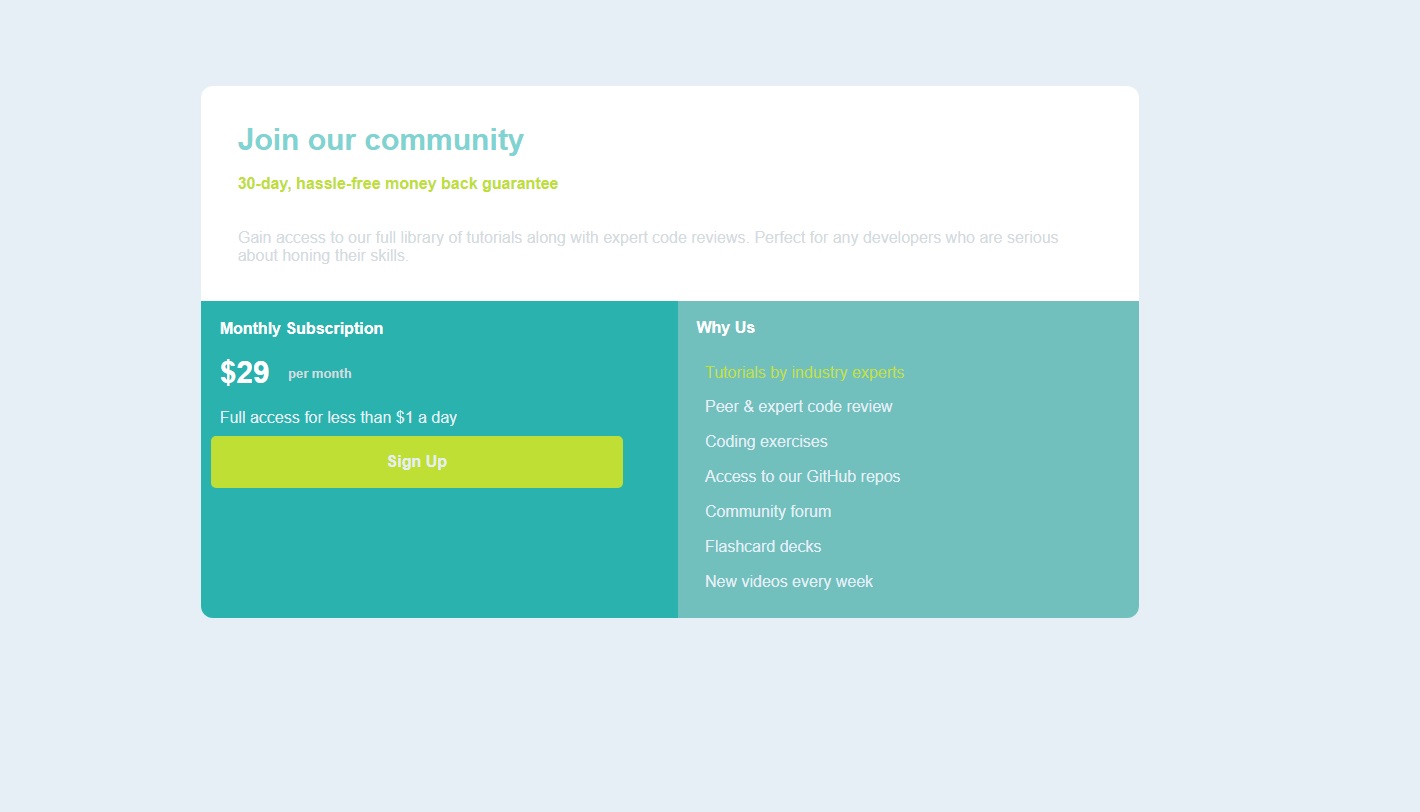 Join our community
30-day, hassle-free money back guarantee
Gain access to our full library of tutorials along with expert code reviews. Perfect for any developers who are serious
about honing their skills.
Monthly Subscription
$29 per month
Full access for less than $1 a day
Sign Up
Why Us
Tutorials by industry experts
Peer & expert code review
Coding exercises
Access to our GitHub repos
Community forum
Flashcard decks
New videos every week